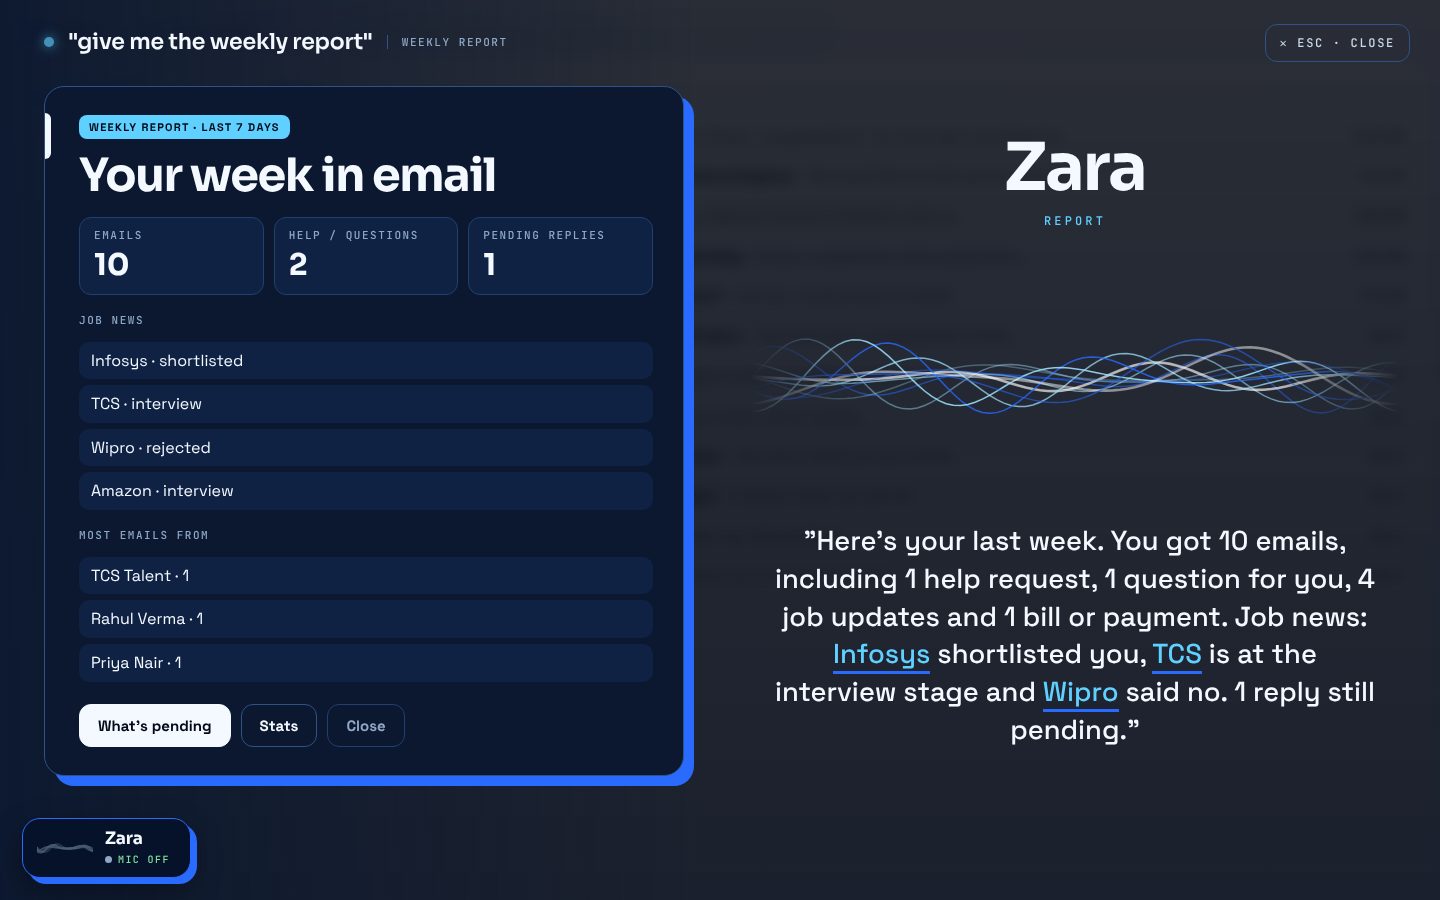 "give me the weekly report"
WEEKLY REPORT
× ESC · CLOSE
WEEKLY REPORT · LAST 7 DAYS
Your week in email
EMAILS
10
HELP / QUESTIONS
2
PENDING REPLIES
1
JOB NEWS
Infosys · shortlisted
TCS · interview
Wipro · rejected
Amazon · interview
MOST EMAILS FROM
TCS Talent · 1
Rahul Verma · 1
Priya Nair · 1
What's pending
Stats
Close
Zara
REPORT
”Here’s your last week. You got 10 emails,
including 1 help request, 1 question for you, 4
job updates and 1 bill or payment. Job news:
Infosys shortlisted you, TCS is at the
interview stage and Wipro said no. 1 reply still
pending.”
Zara
MIC OFF